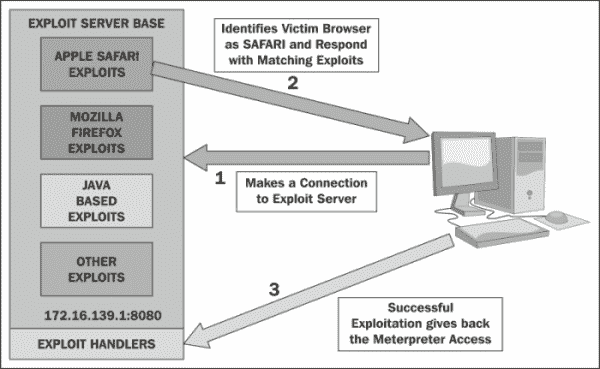 EXPLOIT SERVER BASE
APPLE SAFARI
EXPLOITS
MOZILLA
FIREFOX
EXPLOITS
JAVA
BASED
EXPLOITS
OTHER
EXPLOITS
172.16.139.1:8080
EXPLOIT HANDLERS
Identifies Victim Browser
as SAFARI and Respond
with Matching Exploits
2
1
Makes a Connection
to Exploit Server
3
Successful
Exploitation gives back
the Meterpreter Access